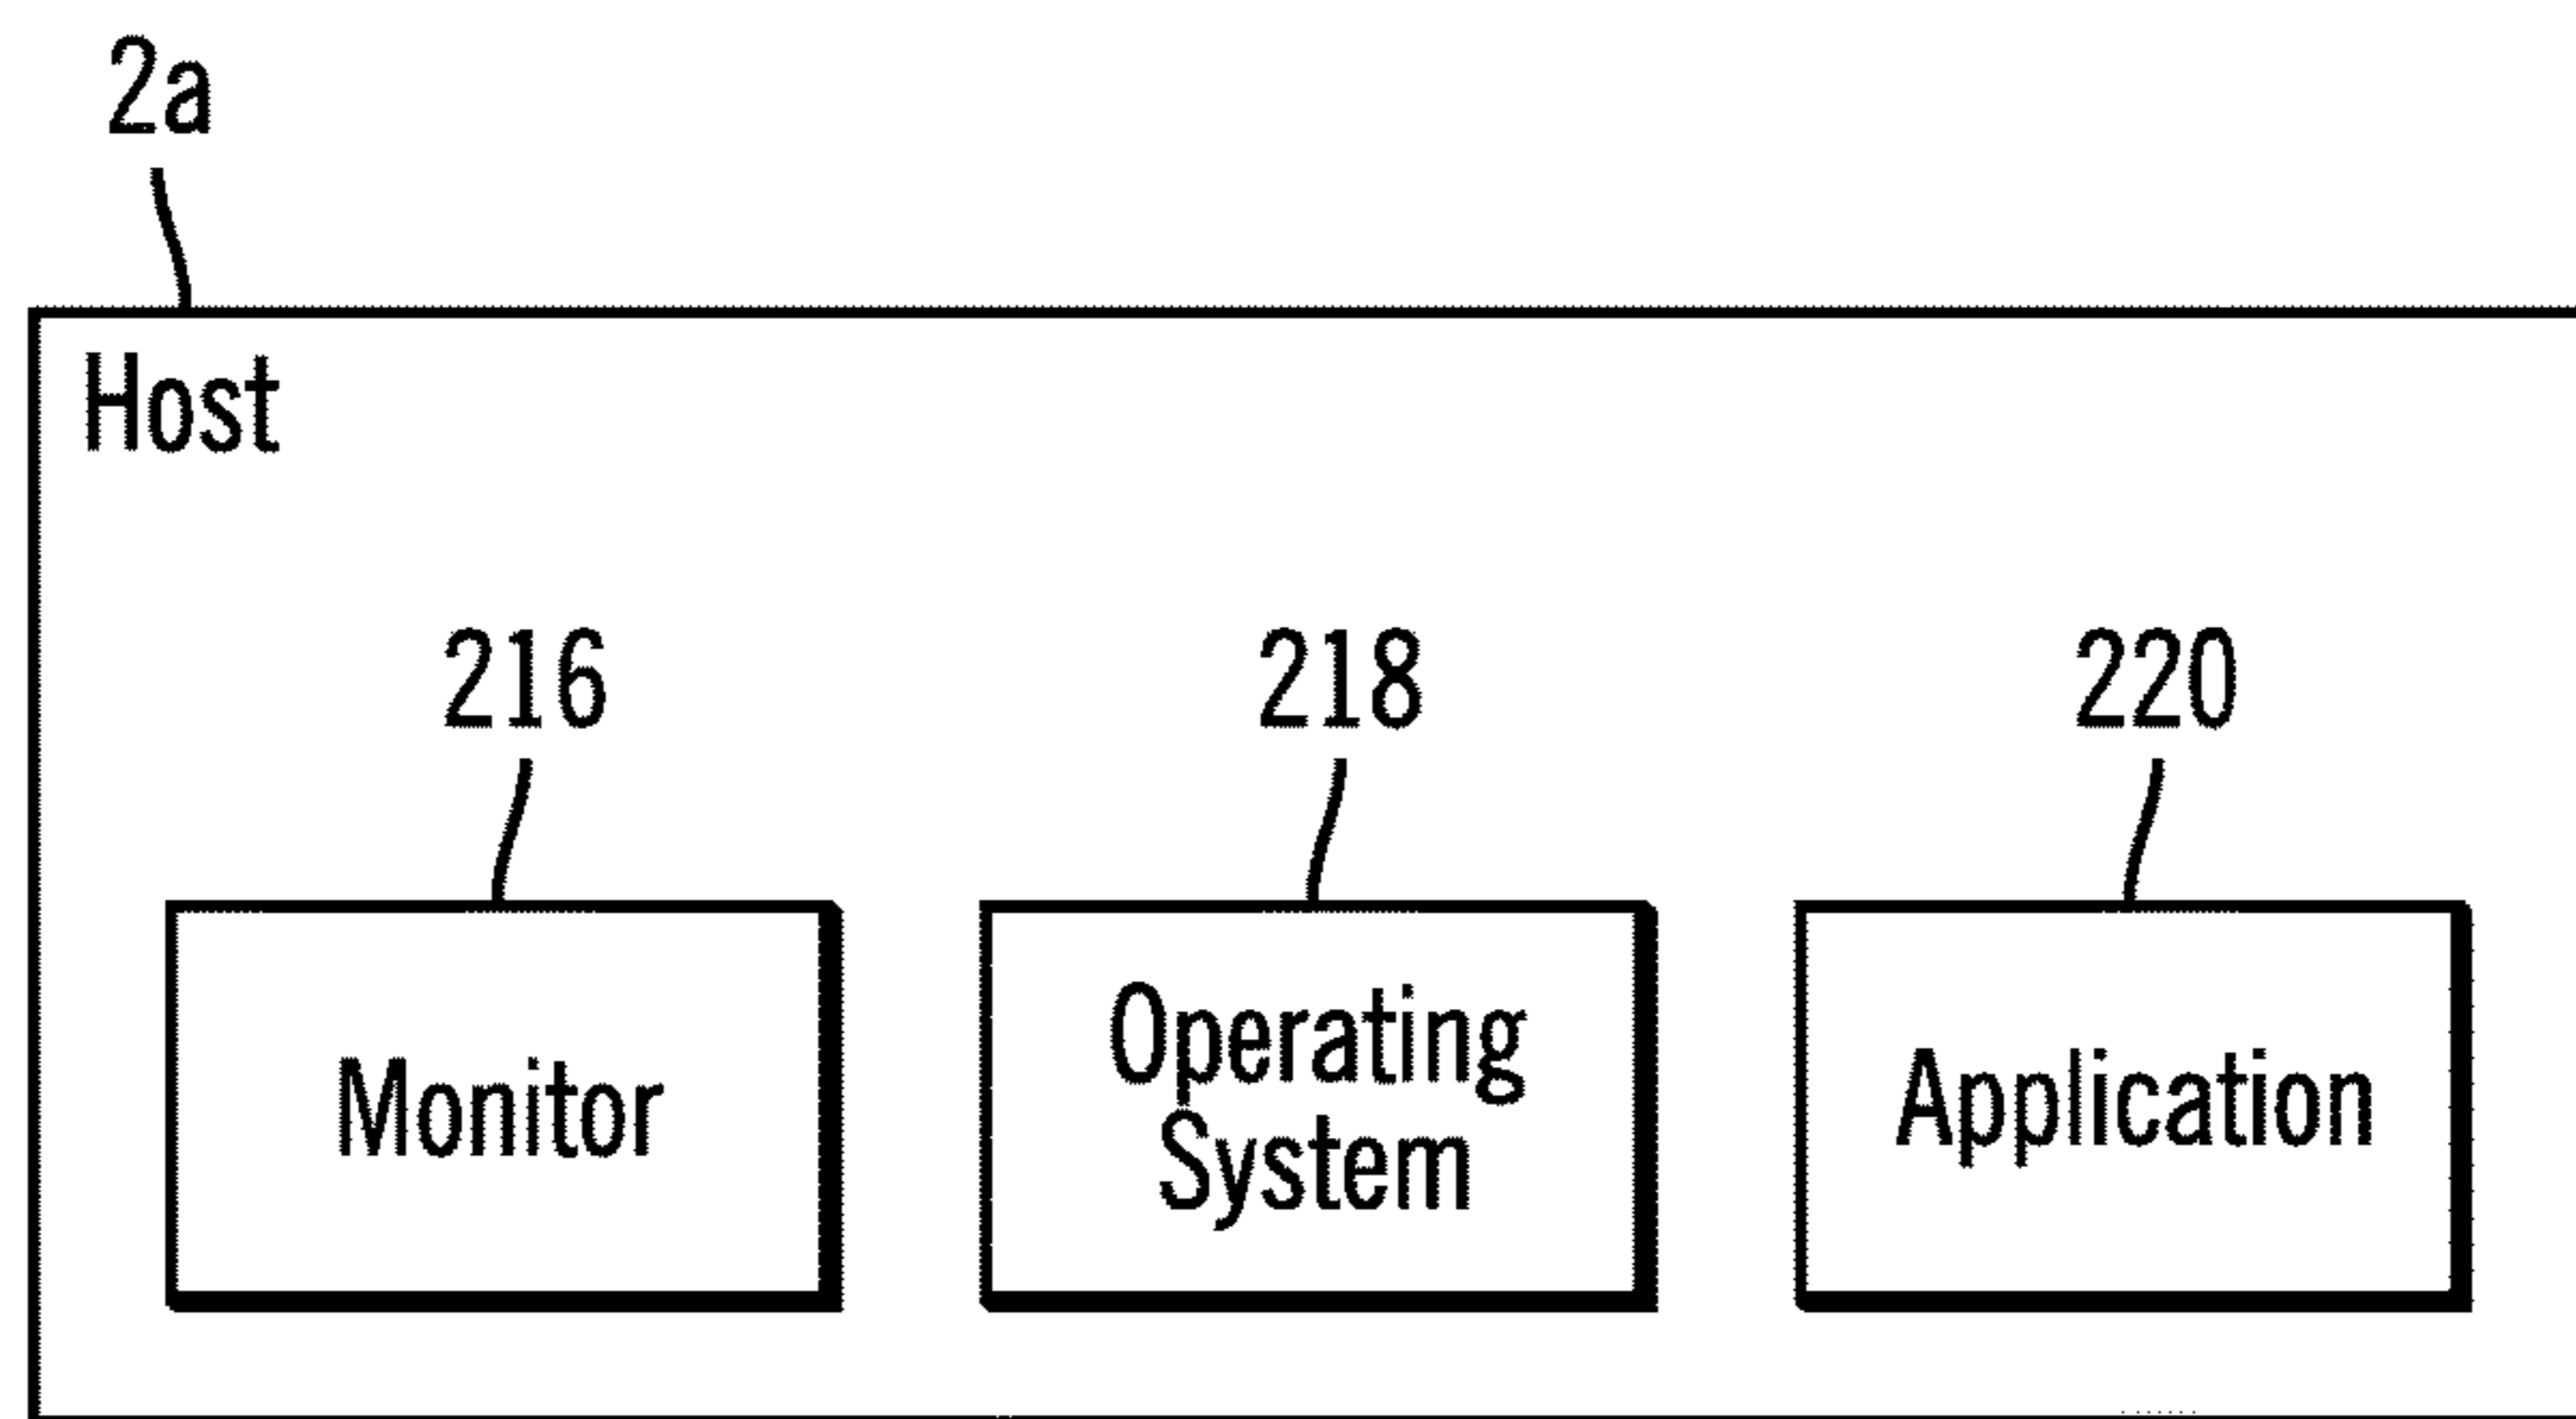 2a
Host
216
218
220
Monitor
Operating
System
Application